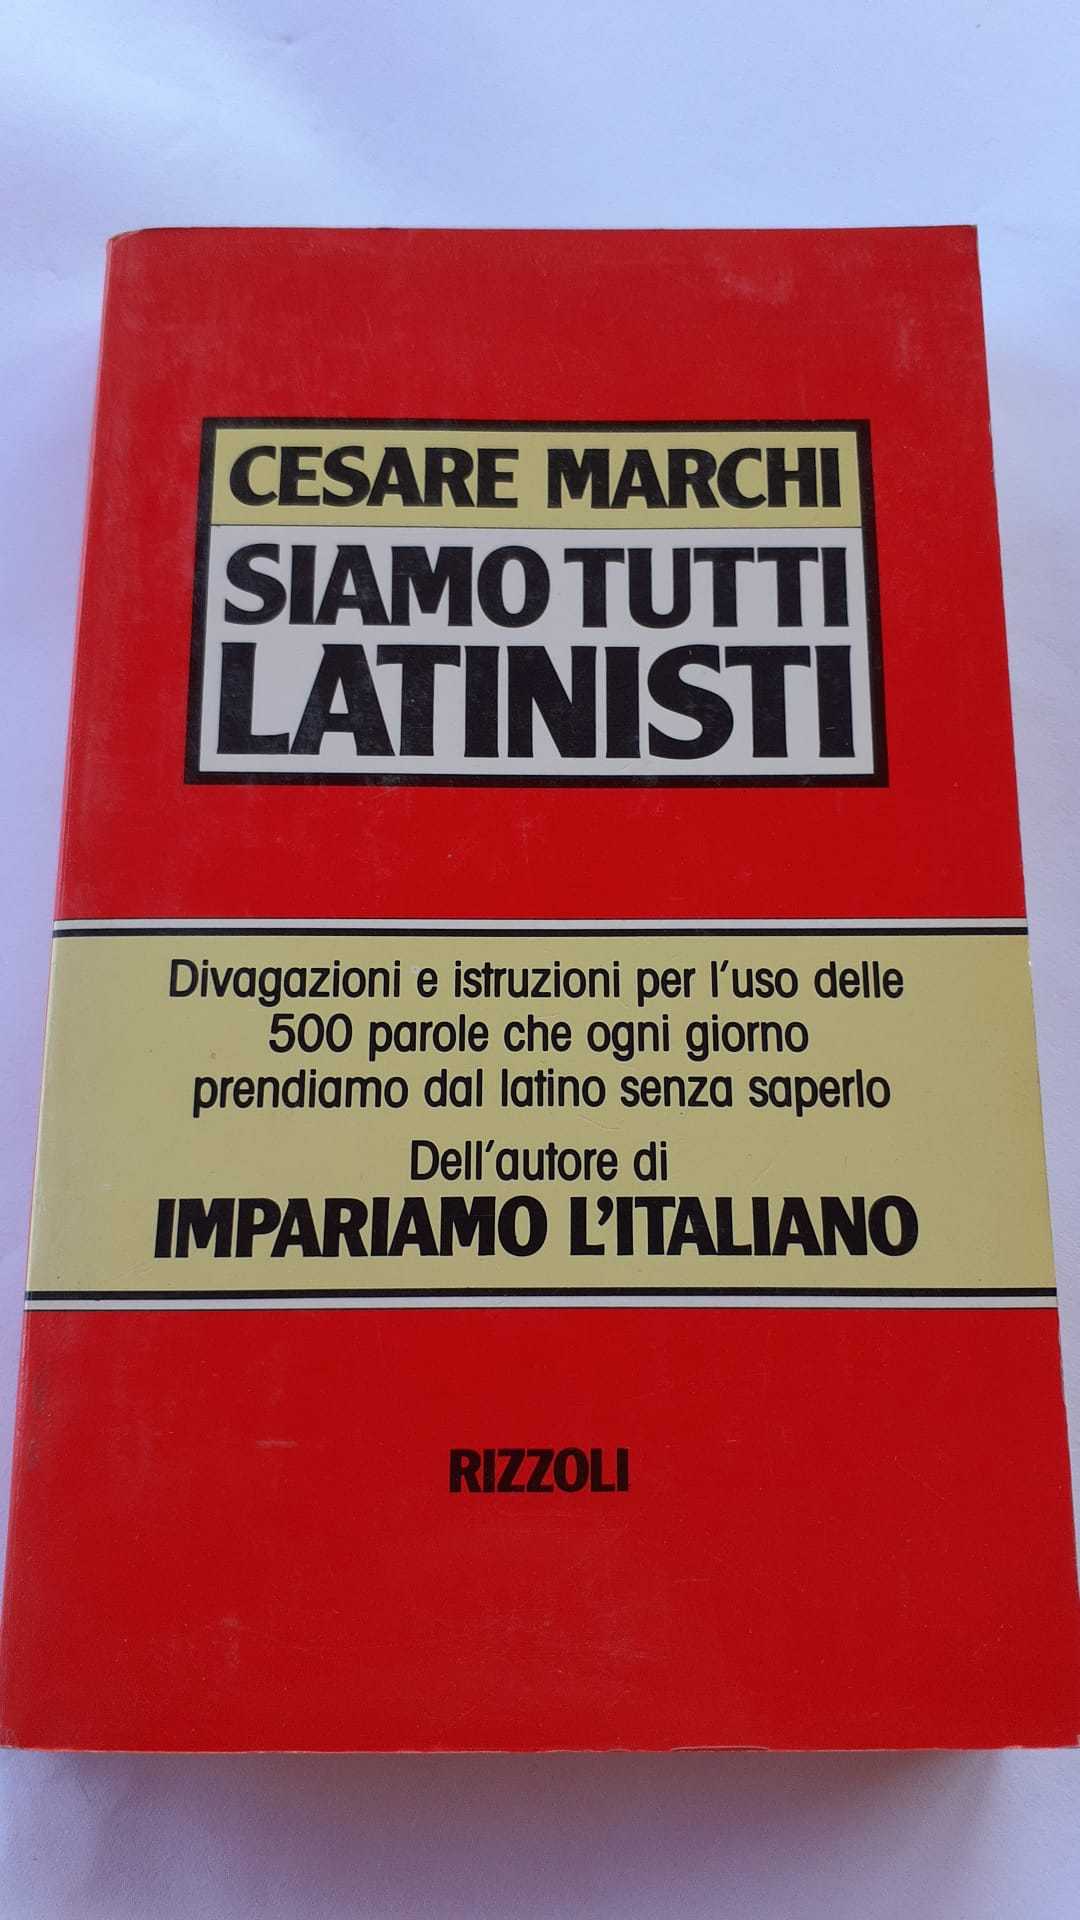 CESARE MARCHI
SIAMO TUTTI
LATINISTI
Divagazioni e istruzioni per l'uso delle
500 parole che ogni giorno
prendiamo dal latino senza saperlo
Dell'autore di
IMPARIAMO L'ITALIANO
RIZZOLI